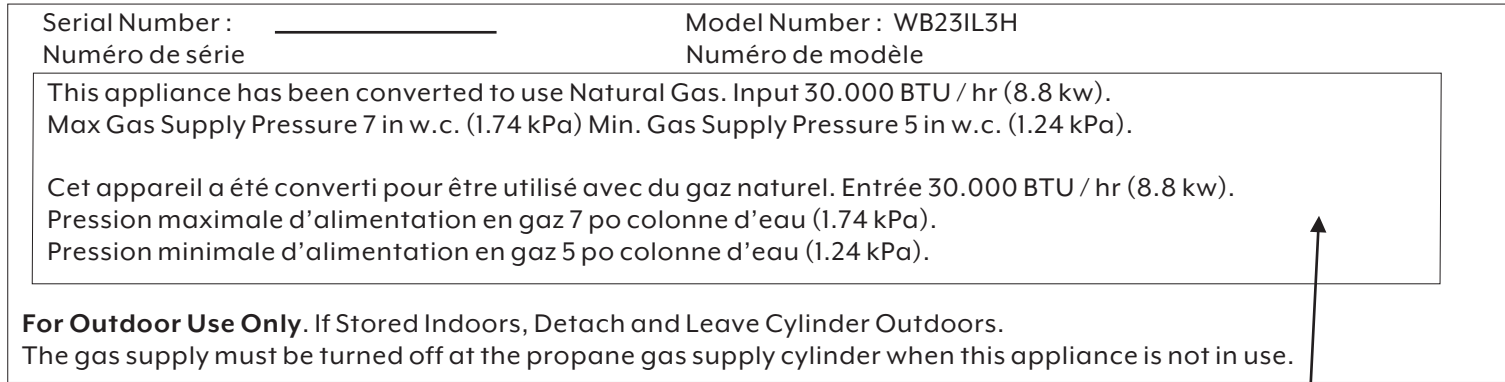 Serial Number : Model Number : WB23IL3H
Numéro de série Numéro de modèle
This appliance has been converted to use Natural Gas. Input 30.000 BTU / hr (8.8 kw).
Max Gas Supply Pressure 7 in w.c. (1.74 kPa) Min. Gas Supply Pressure 5 in w.c. (1.24 kPa).
Cet appareil a été converti pour être utilisé avec du gaz naturel. Entrée 30.000 BTU / hr (8.8 kw).
Pression maximale d’alimentation en gaz 7 po colonne d’eau (1.74 kPa).
Pression minimale d’alimentation en gaz 5 po colonne d’eau (1.24 kPa).
For Outdoor Use Only. If Stored Indoors, Detach and Leave Cylinder Outdoors.
The gas supply must be turned off at the propane gas supply cylinder when this appliance is not in use.